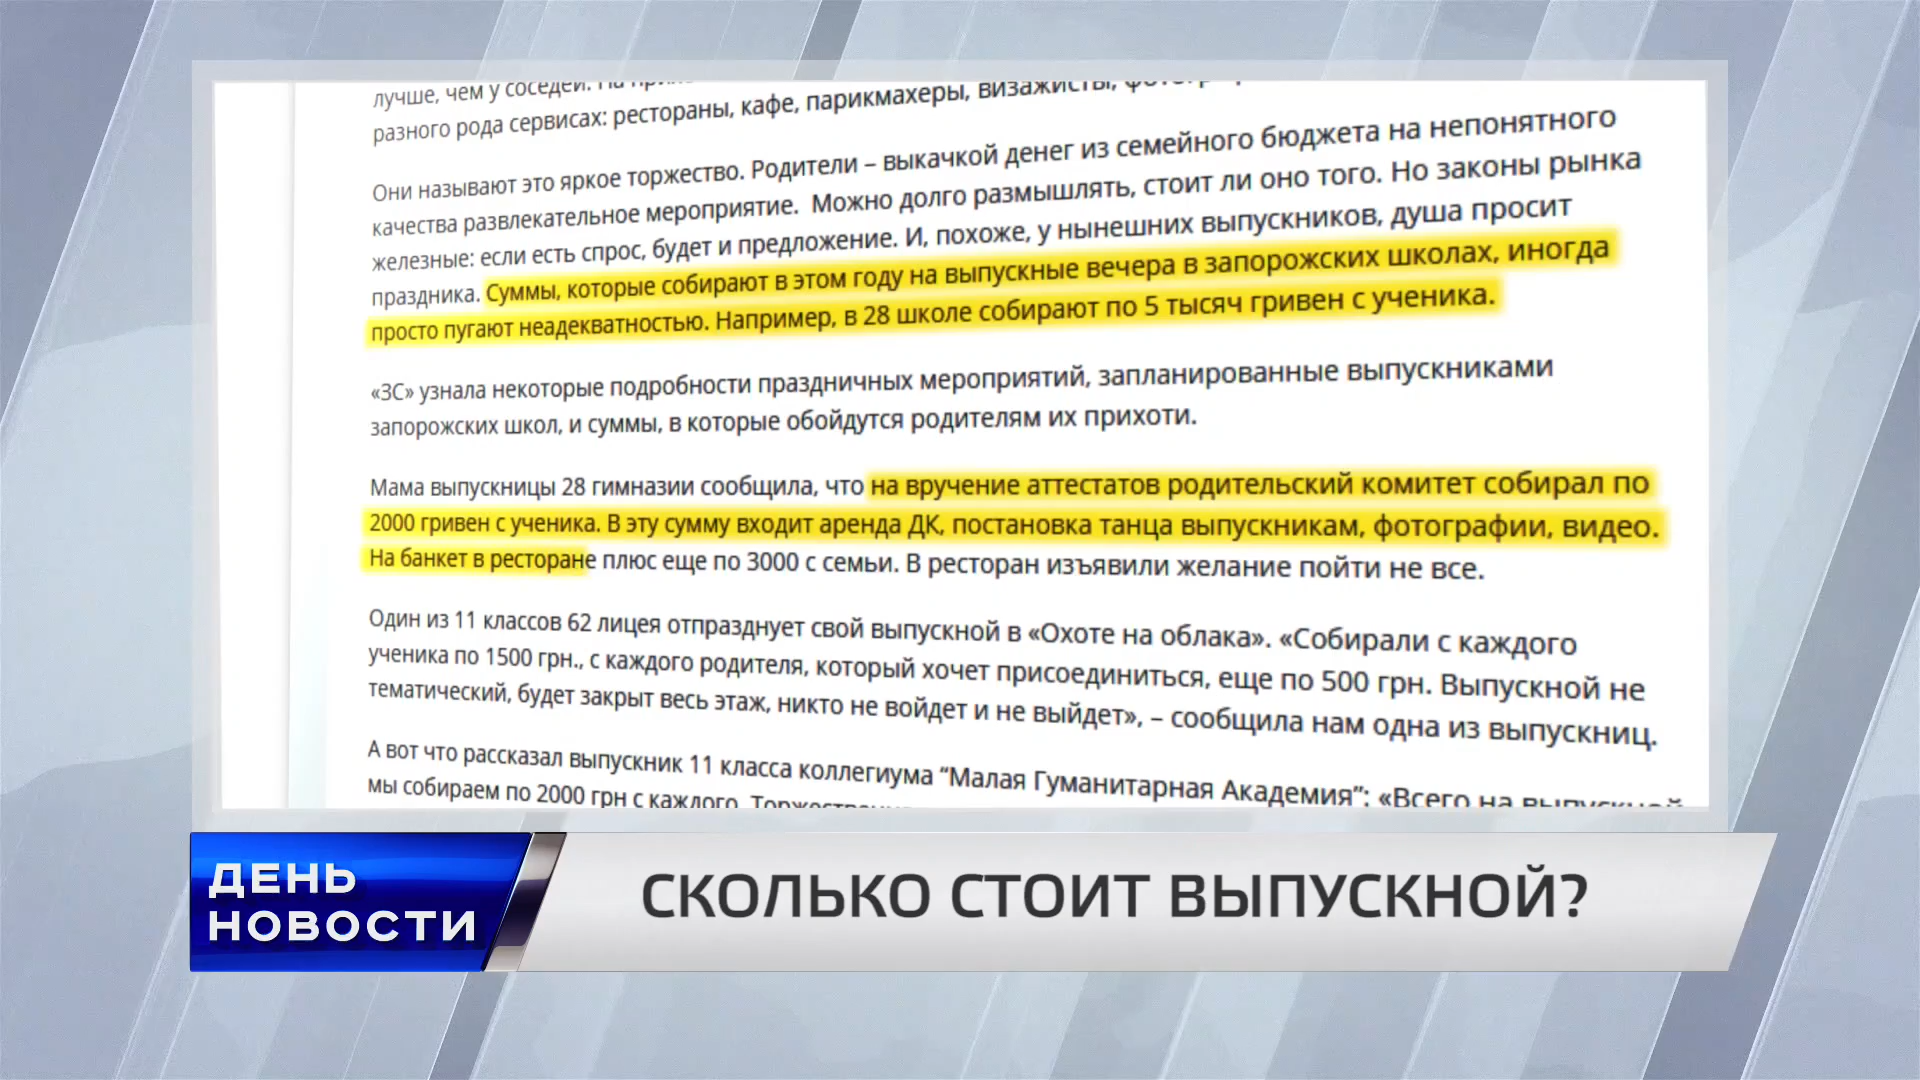 лучше, чем у соседей. На
разного рода сервисах: рестораны, кафе, парикмахеры, визажисты,
Они называют это яркое торжество. Родители – выкачкой денег из семейного бюджета на непонятного
качества развлекательное мероприятие.  Можно долго размышлять, стоит ли оно того. Но законы рынка
железные: если есть спрос, будет и предложение. И, похоже, у нынешних выпускников, душа просит
праздника. Суммы, которые собирают в этом году на выпускные вечера в запорожских школах, иногда
просто пугают неадекватностью. Например, в 28 школе собирают по 5 тысяч гривен с ученика.
«ЗС» узнала некоторые подробности праздничных мероприятий, запланированные выпускниками
запорожских школ, и суммы, в которые обойдутся родителям их прихоти.
Мама выпускницы 28 гимназии сообщила, что на вручение аттестатов родительский комитет собирал по
2000 гривен с ученика. В эту сумму входит аренда ДК, постановка танца выпускникам, фотографии, видео.
На банкет в ресторане плюс еще по 3000 с семьи. В ресторан изъявили желание пойти не все.
Один из 11 классов 62 лицея отпразднует свой выпускной в «Охоте на облака». «Собирали с каждого
ученика по 1500 грн., с каждого родителя, который хочет присоединиться, еще по 500 грн. Выпускной не
тематический, будет закрыт весь этаж, никто не войдет и не выйдет», – сообщила нам одна из выпускниц.
А вот что рассказал выпускник 11 класса коллегиума “Малая Гуманитарная Академия”: «Всего на выпускной
мы собираем по 2000 грн с каждого.
ДЕНЬ
НОВОСТИ
СКОЛЬКО СТОИТ ВЫПУСКНОЙ?